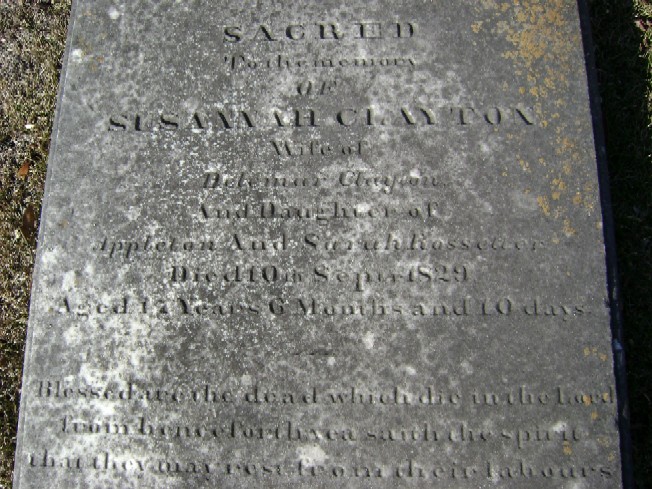 SACRED
To the memory
OF
SUSANNAH CLAYTON
Wife of
Delemar Clayton
And Daughter of
Appleton And Sarah Rossetter
Died 10th Septr 1829
Aged Years 6 Months and 10 days.
Blessed are the dead which die in the Lord
from henceforth yea saith the spirit
that they may rest from their labours